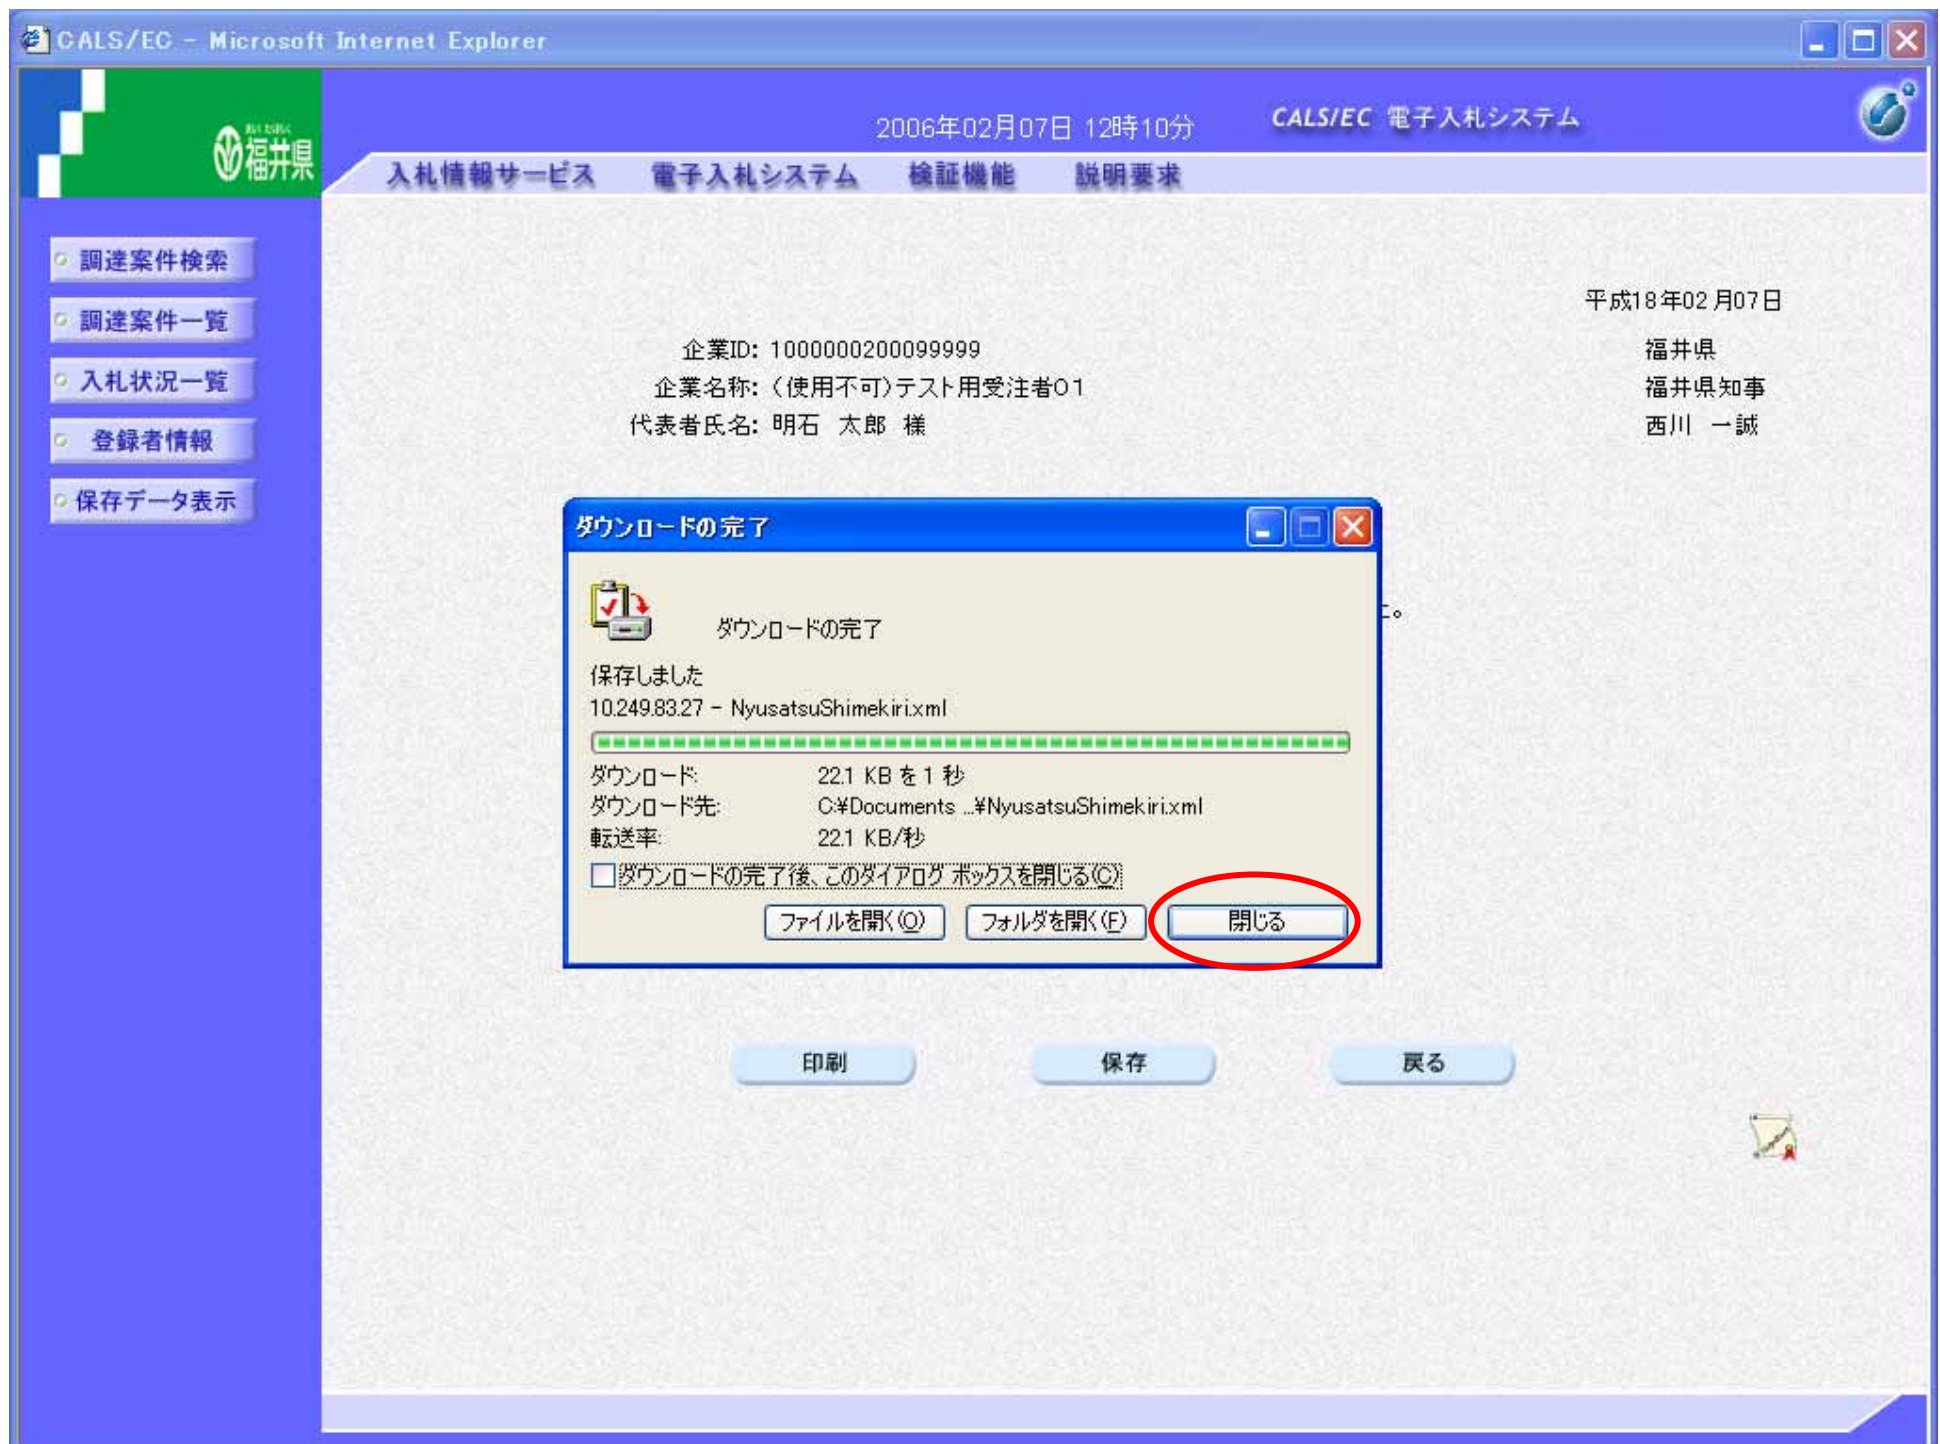 CALS/EC - Microsoft Internet Explorer
福井県
2006年02月07日 12時10分
CALS/EC 電子入札システム
入札情報サービス 電子入札システム 検証機能 説明要求
調達案件検索
調達案件一覧
入札状況一覧
登録者情報
保存データ表示
平成18年02月07日
企業ID: 1000000200099999
福井県
企業名称: (使用不可)テスト用受注者01
福井県知事
代表者氏名: 明石 太郎 様
西川 一誠
ダウンロードの完了
ダウンロードの完了
保存しました
10.249.83.27 - NyusatsuShimekiri.xml
ダウンロード: 22.1 KB を 1 秒
ダウンロード先: C:¥Documents ...¥NyusatsuShimekiri.xml
転送率: 22.1 KB/秒
ダウンロードの完了後、このダイアログ ボックスを閉じる(C)
ファイルを開く(O) フォルダを開く(F) 閉じる
印刷 保存 戻る